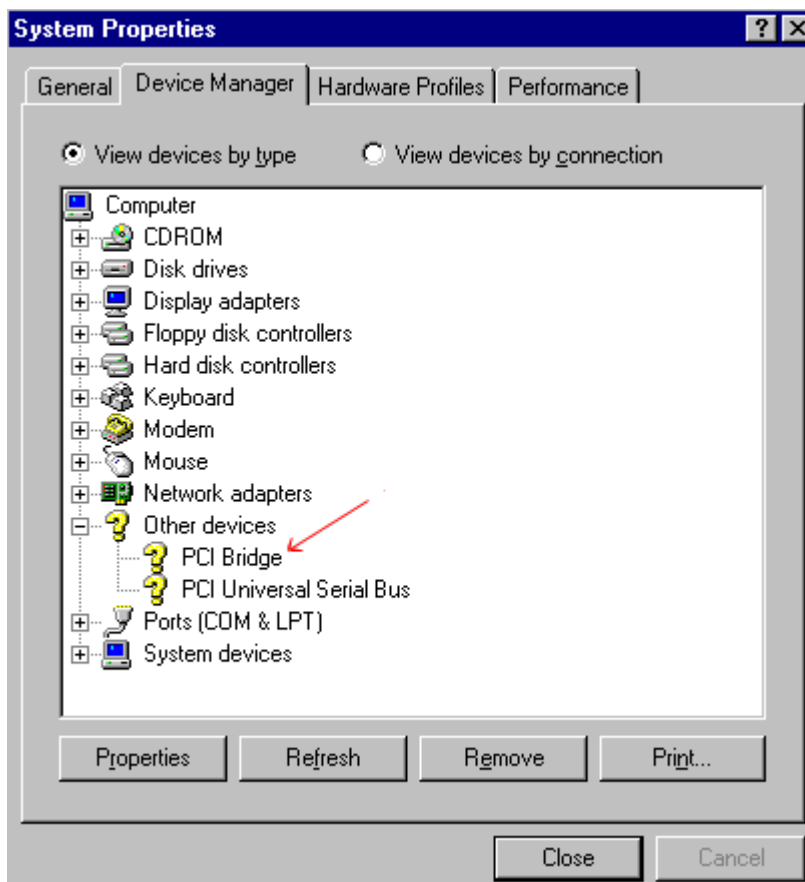 System Properties
General Device Manager Hardware Profiles Performance
View devices by type View devices by connection
Computer
CDROM
Disk drives
Display adapters
Floppy disk controllers
Hard disk controllers
Keyboard
Modem
Mouse
Network adapters
Other devices
PCI Bridge
PCI Universal Serial Bus
Ports (COM & LPT)
System devices
Properties Refresh Remove Print...
Close Cancel